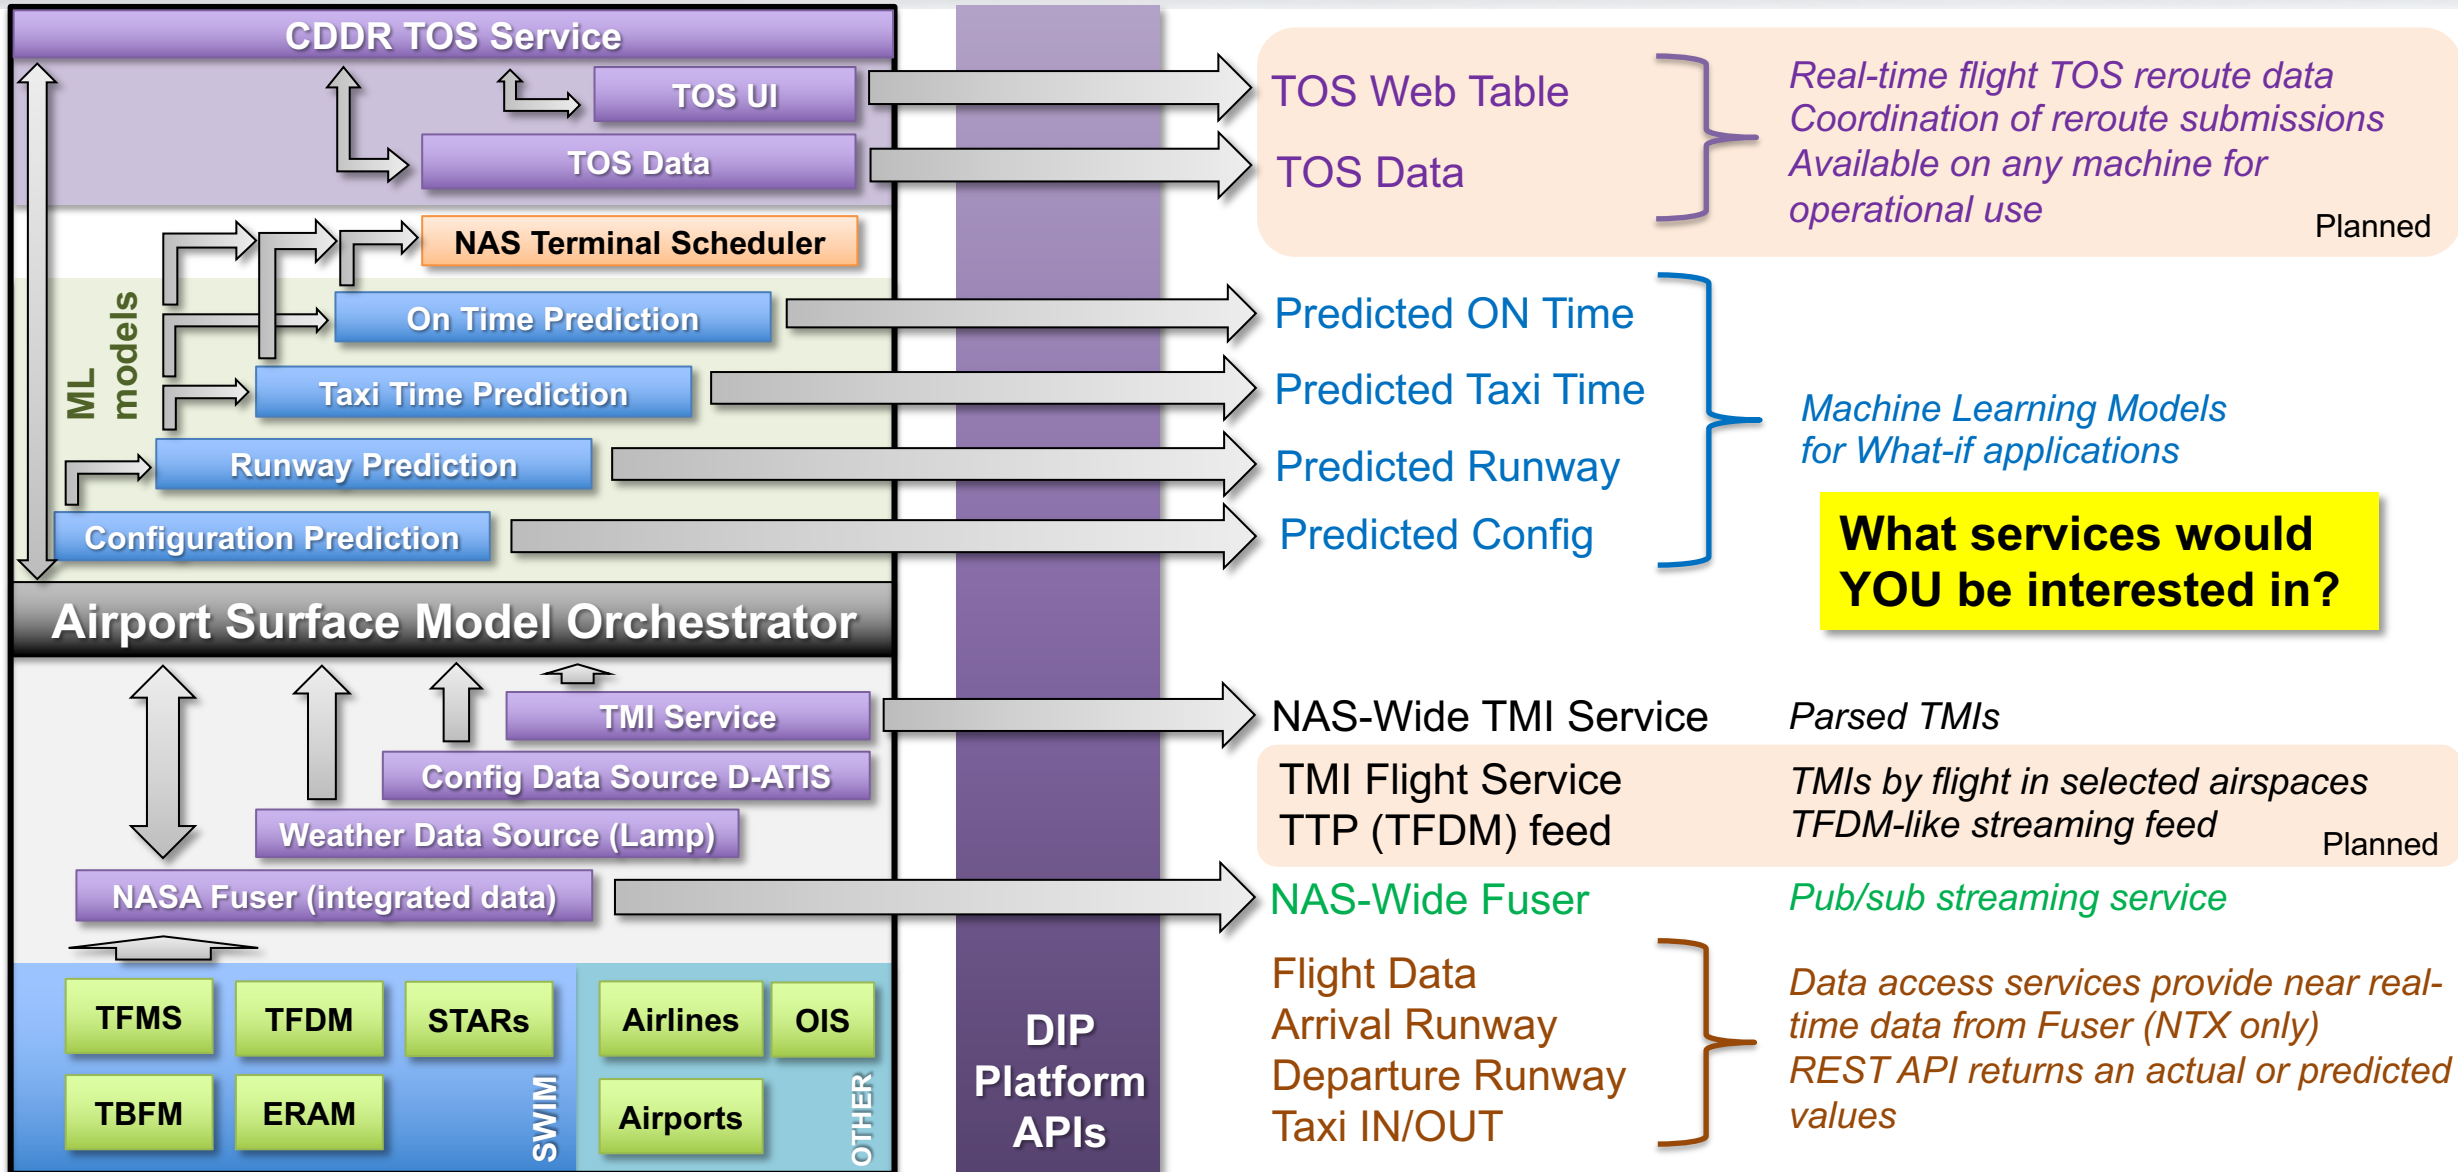 CDDR TOS Service
TOS UI
TOS Data
NAS Terminal Scheduler
ML
models
On Time Prediction
Taxi Time Prediction
Runway Prediction
Configuration Prediction
Airport Surface Model Orchestrator
TMI Service
Config Data Source D-ATIS
Weather Data Source (Lamp)
NASA Fuser (integrated data)
TFMS
TFDM
STARs
TBFM
ERAM
SWIM
Airlines
OIS
Airports
OTHER
DIP
Platform
APIs
TOS Web Table
TOS Data
Real-time flight TOS reroute data
Coordination of reroute submissions
Available on any machine for
operational use
Planned
Predicted ON Time
Predicted Taxi Time
Predicted Runway
Predicted Config
Machine Learning Models
for What-if applications
What services would
YOU be interested in?
NAS-Wide TMI Service
Parsed TMIs
TMI Flight Service
TMIs by flight in selected airspaces
TTP (TFDM) feed
TFDM-like streaming feed
Planned
NAS-Wide Fuser
Pub/sub streaming service
Flight Data
Arrival Runway
Departure Runway
Taxi IN/OUT
Data access services provide near real-
time data from Fuser (NTX only)
REST API returns an actual or predicted
values